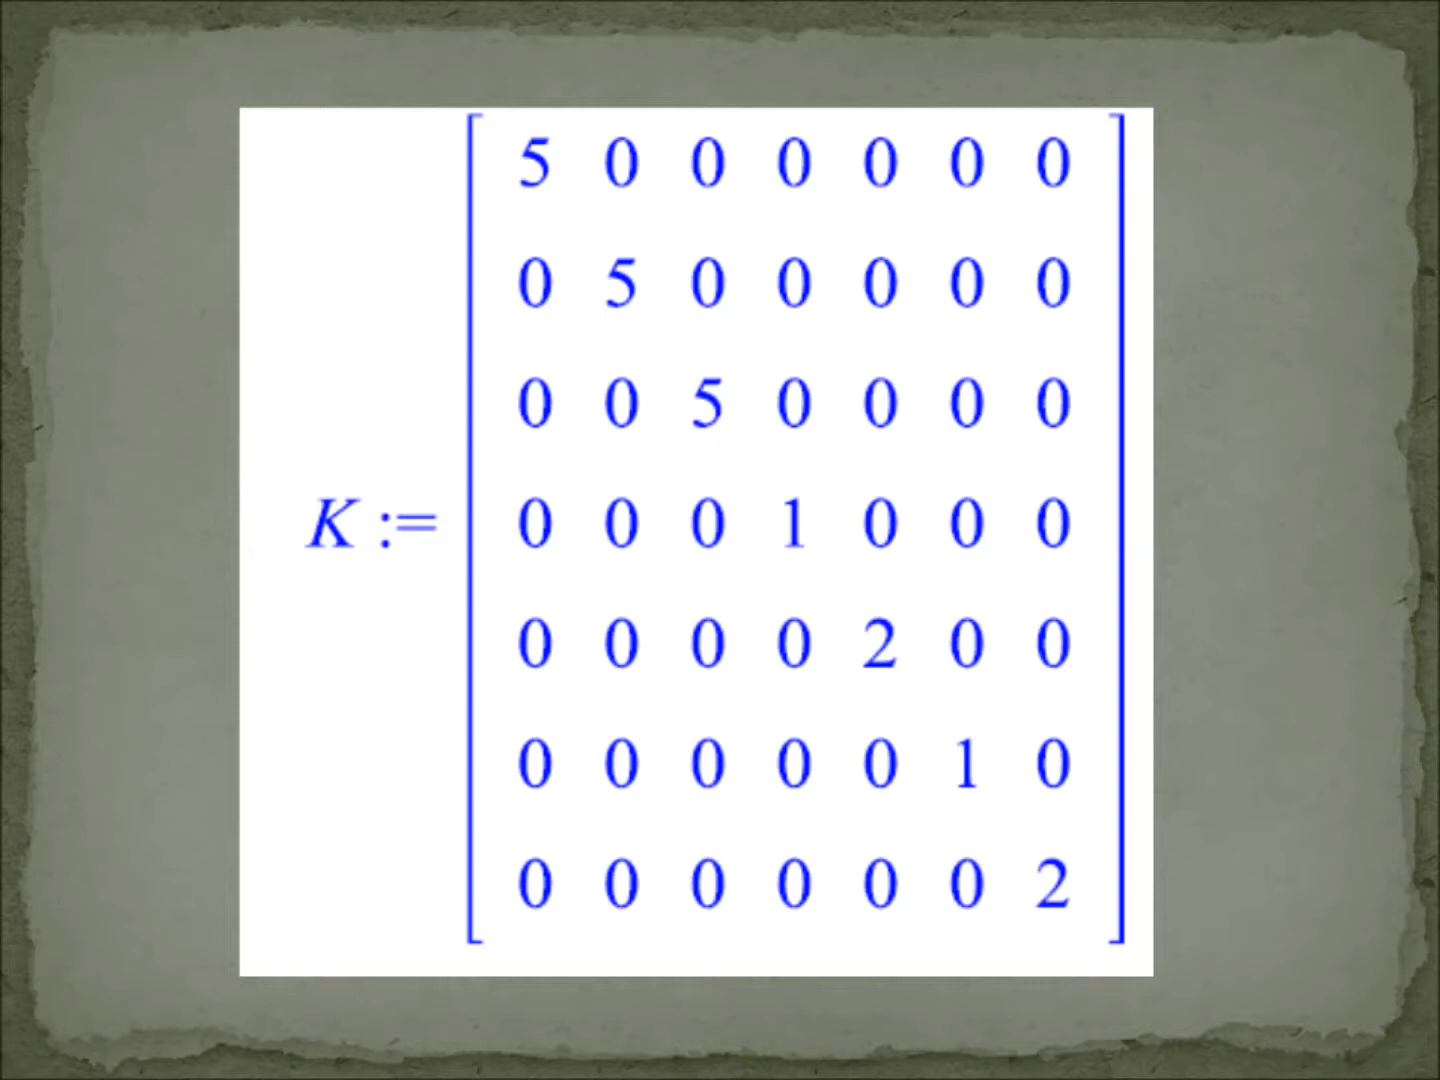 5 0 0 0 0 0 0
0 5 0 0 0 0 0
0 0 5 0 0 0 0
K := 0 0 0 1 0 0 0
0 0 0 0 2 0 0
0 0 0 0 0 1 0
0 0 0 0 0 0 2